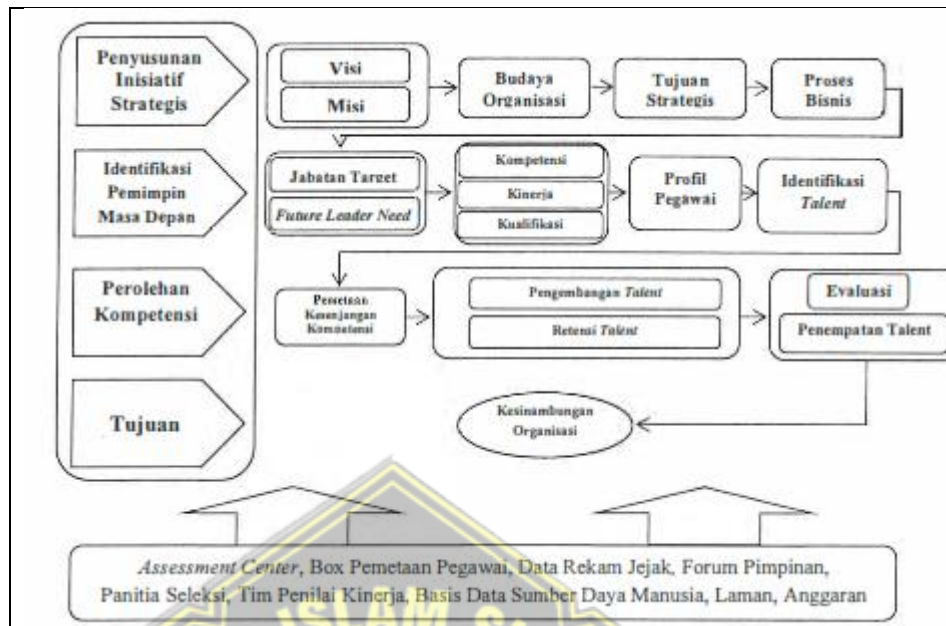 Penyusunan
Inisiatif
Strategis
Visi
Misi
Budaya
Organisasi
Tujuan
Strategis
Proses
Bisnis
Identifikasi
Pemimpin
Masa Depan
Jabatan Target
Future Leader Need
Kompetensi
Kinerja
Kualifikasi
Profil
Pegawai
Identifikasi
Talent
Perolehan
Kompetensi
Pemetaan
Kesenjangan
Kompetensi
Pengembangan Talent
Retensi Talent
Evaluasi
Penempatan Talent
Tujuan
Kesinambungan
Organisasi
Assessment Center, Box Pemetaan Pegawai, Data Rekam Jejak, Forum Pimpinan,
Panitia Seleksi, Tim Penilai Kinerja, Basis Data Sumber Daya Manusia, Laman, Anggaran
ISLAM